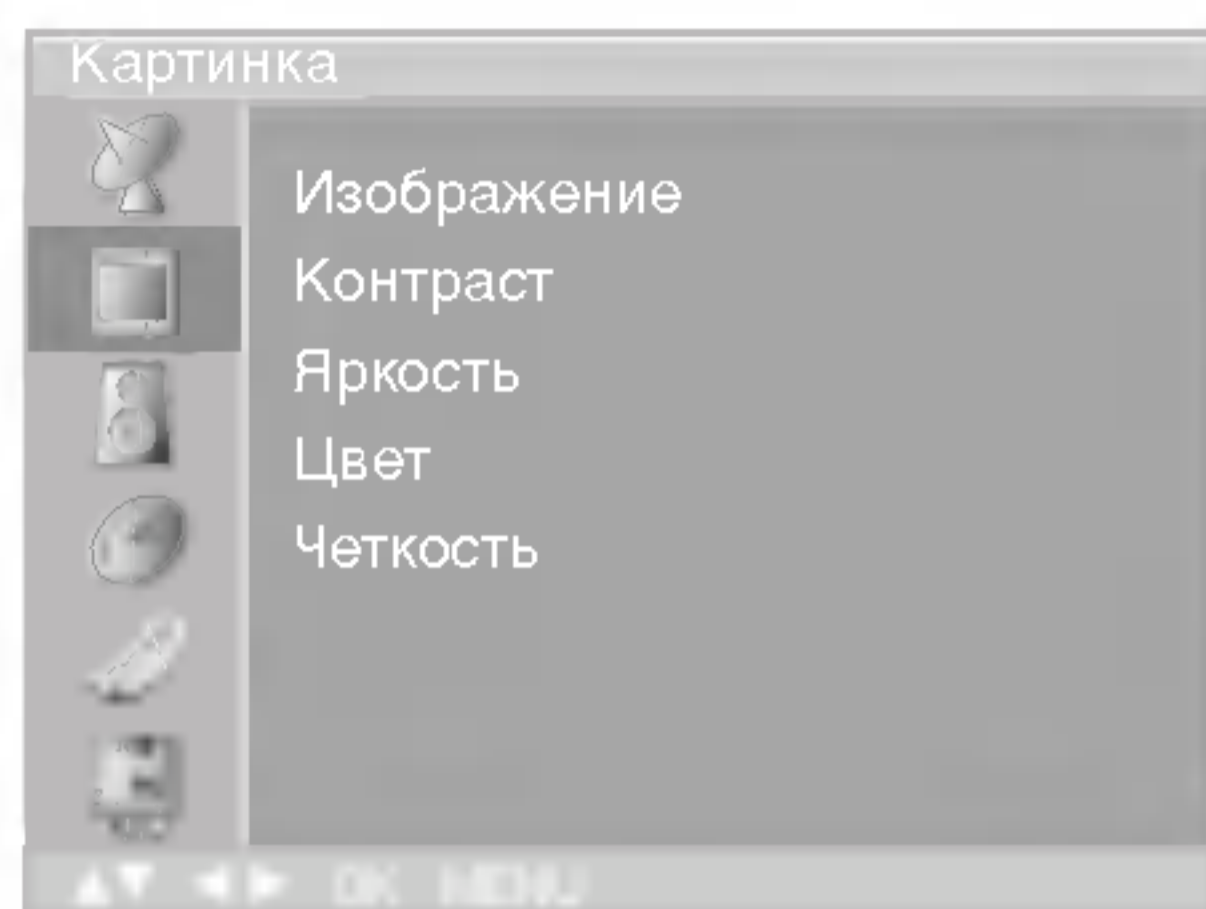 Картинка
Изображение
Контраст
Яркость
Цвет
Четкость
▲▼ ◄► OK MENU